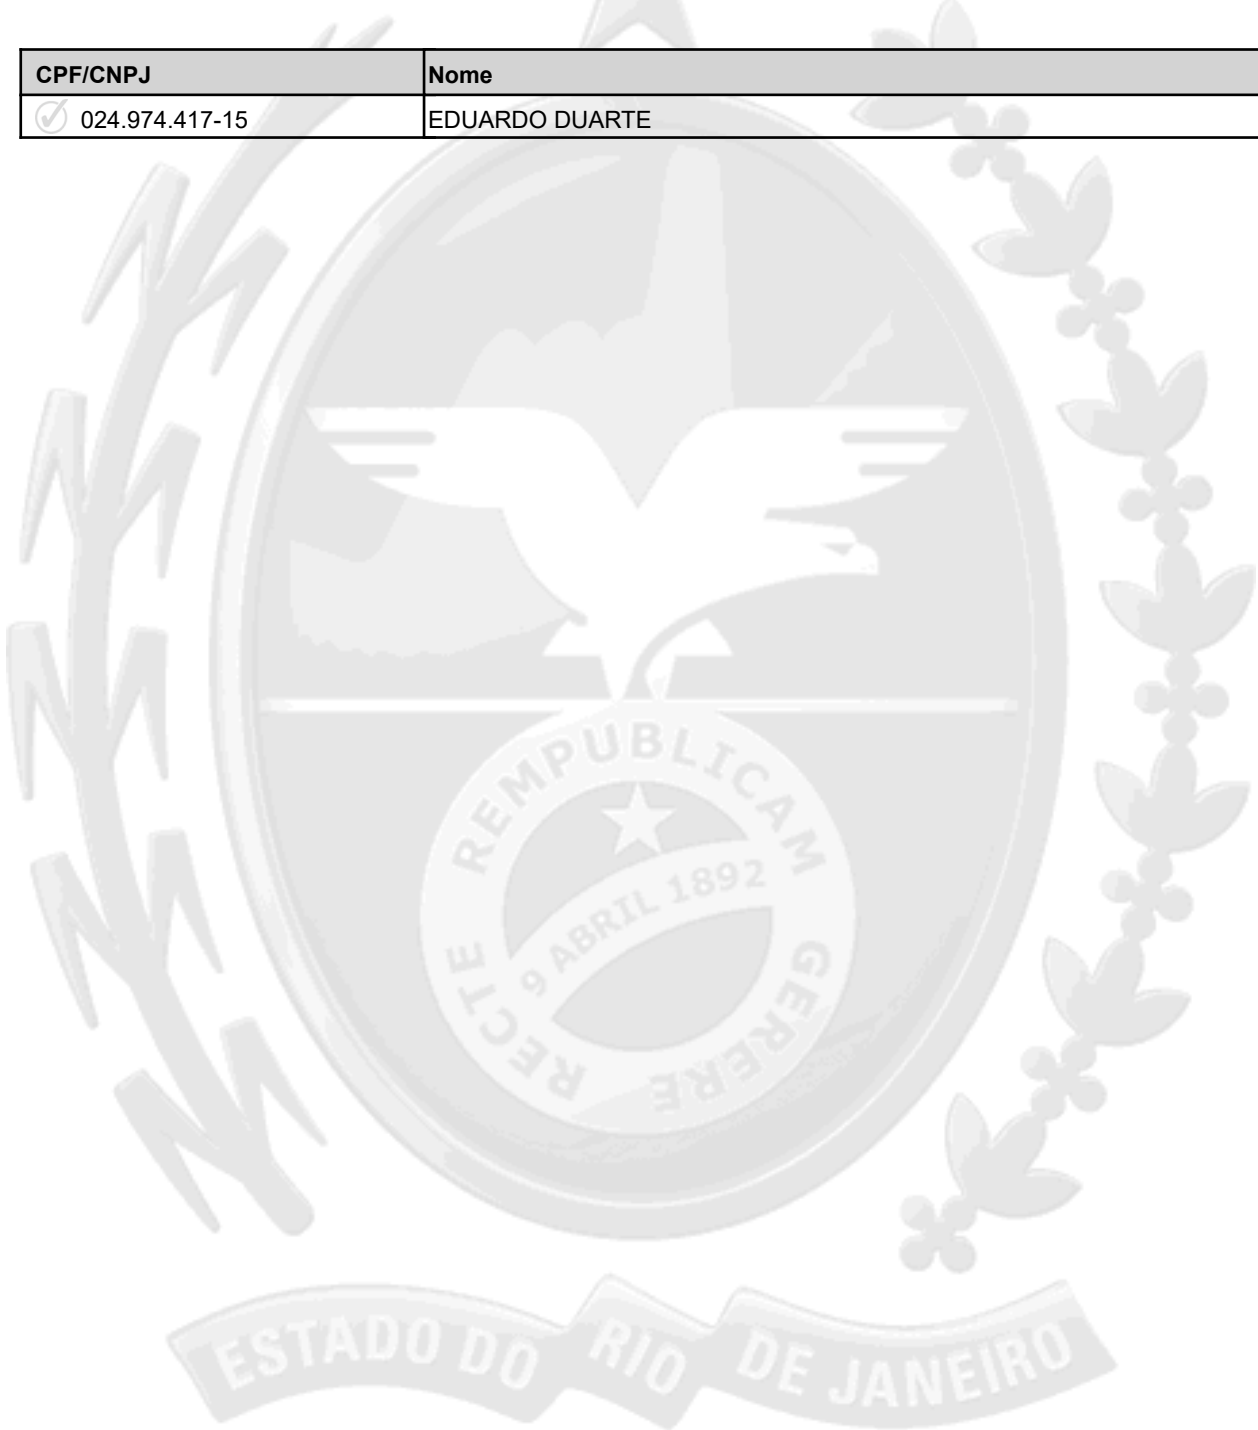 CPF/CNPJ Nome
024.974.417-15 EDUARDO DUARTE
REMPUBLICAM
9 ABRIL 1892
RECTE GERERE
ESTADO DO RIO DE JANEIRO